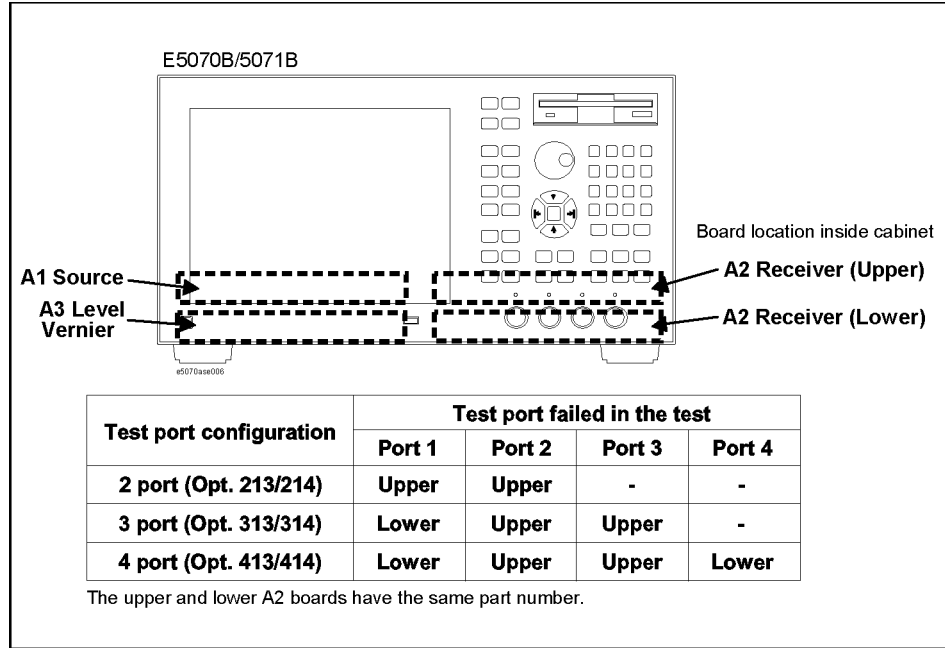 E5070B/5071B
Board location inside cabinet
A1 Source
A2 Receiver (Upper)
A3 Level
Vernier
A2 Receiver (Lower)
e5070ase006
Test port configuration
Test port failed in the test
Port 1 Port 2 Port 3 Port 4
2 port (Opt. 213/214) Upper Upper - -
3 port (Opt. 313/314) Lower Upper Upper -
4 port (Opt. 413/414) Lower Upper Upper Lower
The upper and lower A2 boards have the same part number.